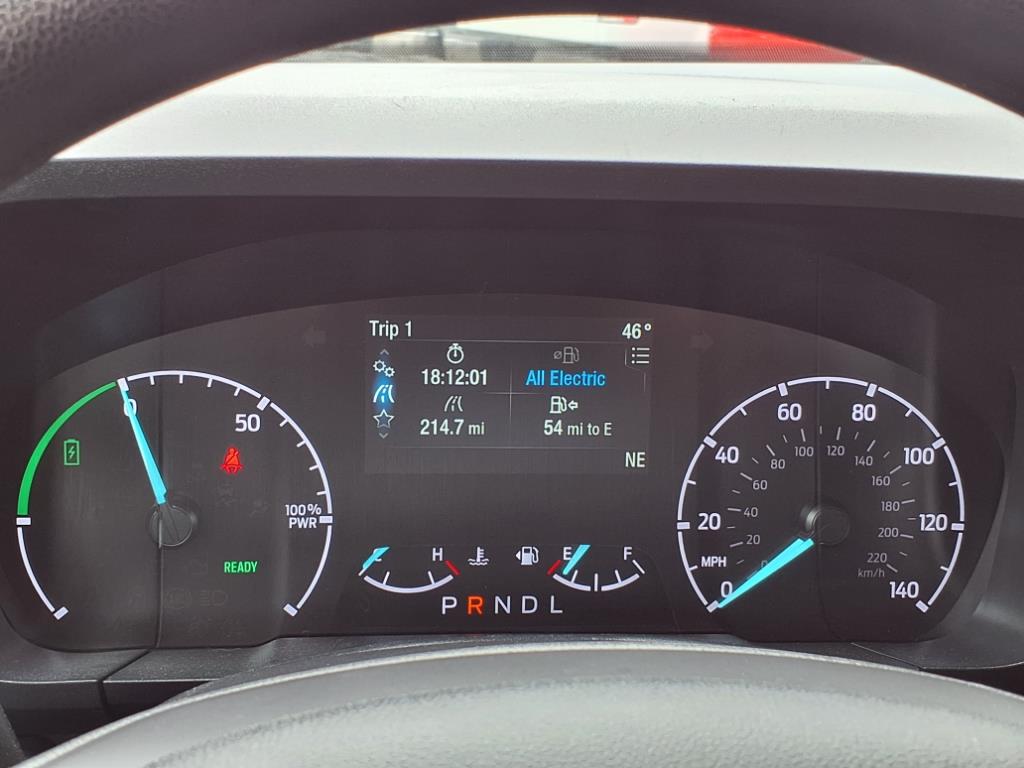 Trip 1 46°
18:12:01 All Electric
214.7 mi 54 mi to E
NE
0 50
100%
PWR
READY
C H E F
P R N D L
0 20 40 60 80 100 120 140
MPH
0 20 40 60 80 100 120 140 160 180 200 220
km/h